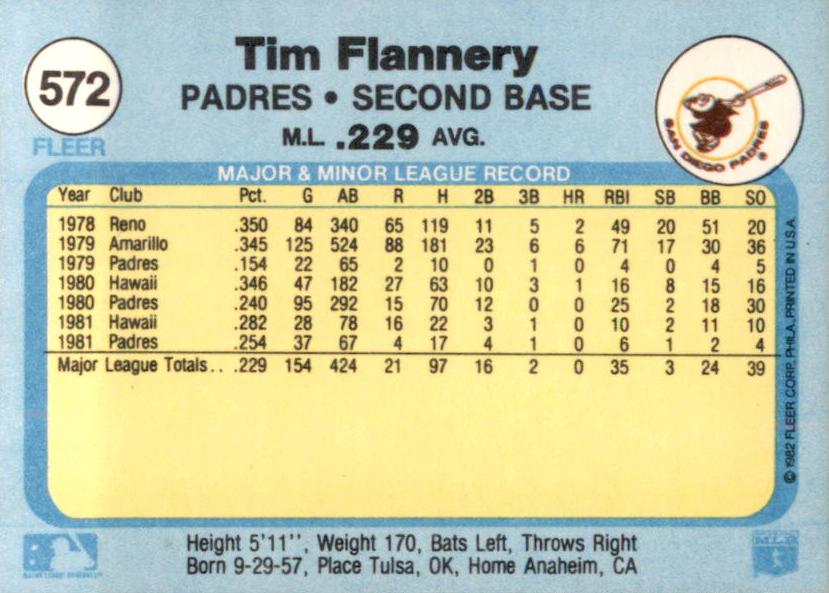 572
FLEER
Tim Flannery
PADRES • SECOND BASE
M.L. .229 AVG.
SAN DIEGO PADRES
MAJOR & MINOR LEAGUE RECORD
Year Club Pct. G AB R H 2B 3B HR RBI SB BB SO
1978 Reno .350 84 340 65 119 11 5 2 49 20 51 20
1979 Amarillo .345 125 524 88 181 23 6 6 71 17 30 36
1979 Padres .154 22 65 2 10 0 1 0 4 0 4 5
1980 Hawaii .346 47 182 27 63 10 3 1 16 8 15 16
1980 Padres .240 95 292 15 70 12 0 0 25 2 18 30
1981 Hawaii .282 28 78 16 22 3 1 0 10 2 11 10
1981 Padres .254 37 67 4 17 4 1 0 6 1 2 4
Major League Totals . . .229 154 424 21 97 16 2 0 35 3 24 39
© 1982 FLEER CORP. PHILA. PRINTED IN U.S.A.
Height 5'11'', Weight 170, Bats Left, Throws Right
Born 9-29-57, Place Tulsa, OK, Home Anaheim, CA